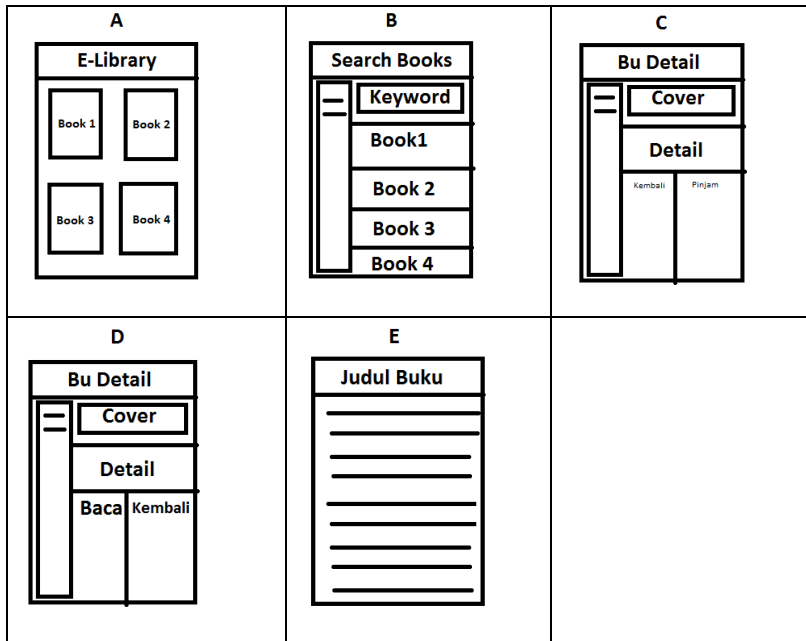 A
E-Library
Book 1
Book 2
Book 3
Book 4
B
Search Books
Keyword
Book1
Book 2
Book 3
Book 4
C
Bu Detail
Cover
Detail
Kembali
Pinjam
D
Bu Detail
Cover
Detail
Baca
Kembali
E
Judul Buku